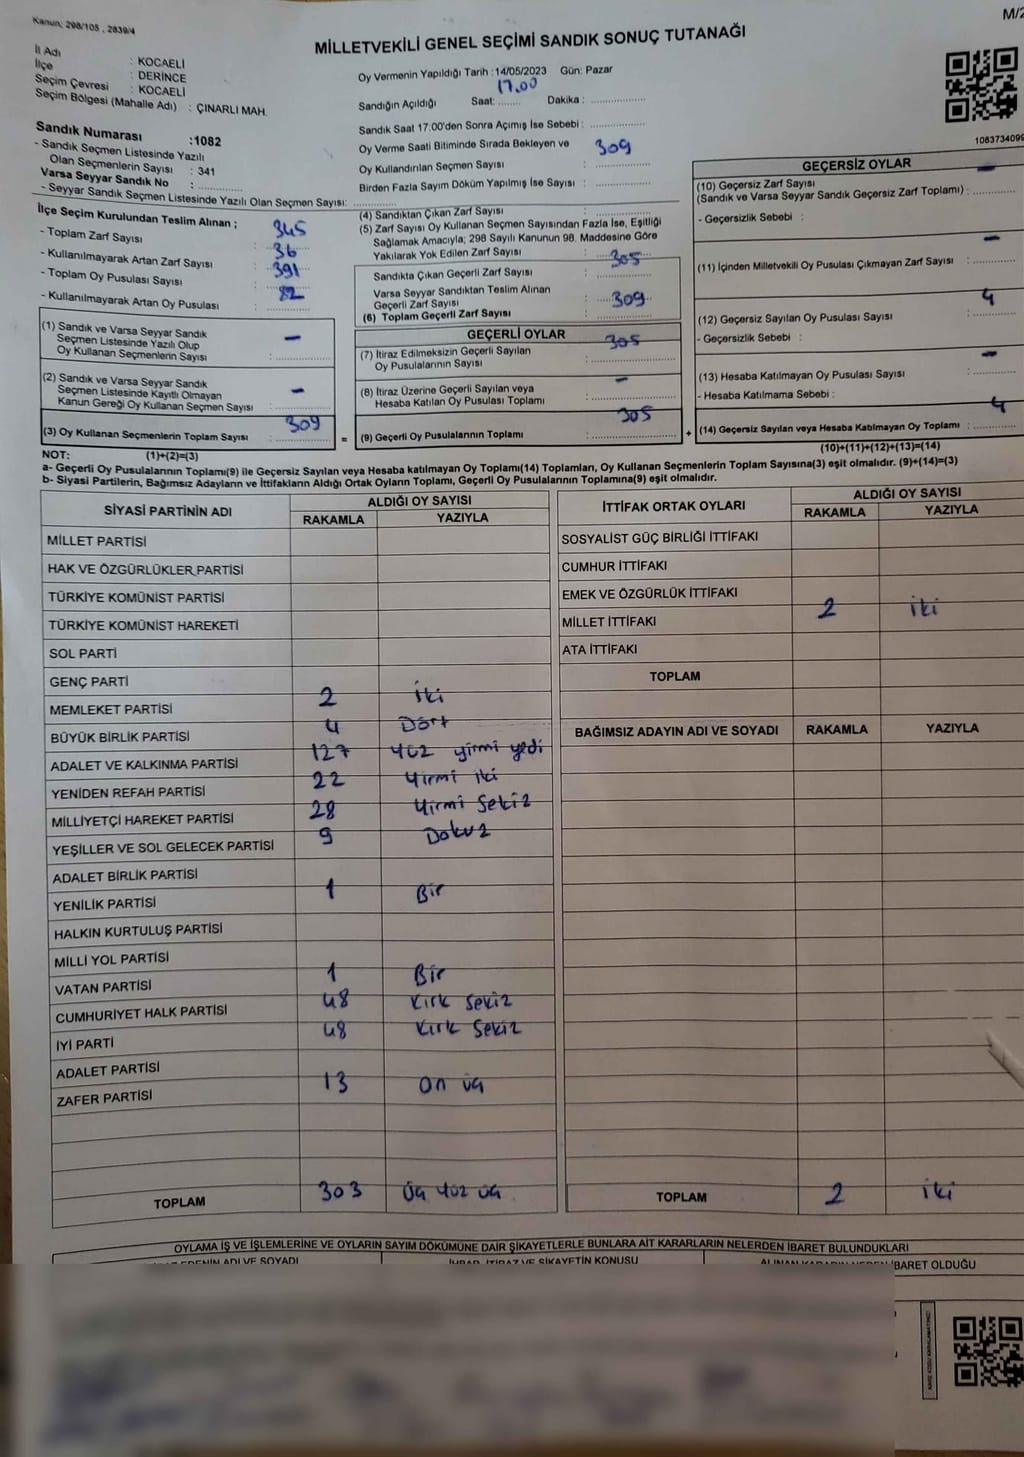 Kanun; 298/105 , 2839/4
M/2
MİLLETVEKİLİ GENEL SEÇİMİ SANDIK SONUÇ TUTANAĞI
İl Adı : KOCAELİ
İlçe : DERİNCE
Seçim Çevresi : KOCAELİ
Seçim Bölgesi (Mahalle Adı) : ÇINARLI MAH.
Sandık Numarası :1082
- Sandık Seçmen Listesinde Yazılı
Olan Seçmenlerin Sayısı : 341
Varsa Seyyar Sandık No : ..............
- Seyyar Sandık Seçmen Listesinde Yazılı Olan Seçmen Sayısı: ..............
Oy Vermenin Yapıldığı Tarih :14/05/2023 Gün: Pazar
17.00
Sandığın Açıldığı Saat: ........ Dakika : ..............
Sandık Saat 17:00'den Sonra Açımış İse Sebebi : ..............
Oy Verme Saati Bitiminde Sırada Bekleyen ve 309
Oy Kullandırılan Seçmen Sayısı : ..............
Birden Fazla Sayım Döküm Yapılmış İse Sayısı : ..............
1083734099
İlçe Seçim Kurulundan Teslim Alınan ;
- Toplam Zarf Sayısı : 345
- Kullanılmayarak Artan Zarf Sayısı : 36
- Toplam Oy Pusulası Sayısı : 391
- Kullanılmayarak Artan Oy Pusulası : 82
(1) Sandık ve Varsa Seyyar Sandık
Seçmen Listesinde Yazılı Olup –
Oy Kullanan Seçmenlerin Sayısı : ..............
(2) Sandık ve Varsa Seyyar Sandık
Seçmen Listesinde Kayıtlı Olmayan –
Kanun Gereği Oy Kullanan Seçmen Sayısı : ..............
(3) Oy Kullanan Seçmenlerin Toplam Sayısı : 309
=
(4) Sandıktan Çıkan Zarf Sayısı : ..............
(5) Zarf Sayısı Oy Kullanan Seçmen Sayısından Fazla İse, Eşitliği
Sağlamak Amacıyla; 298 Sayılı Kanunun 98. Maddesine Göre
Yakılarak Yok Edilen Zarf Sayısı : ..............
305
Sandıkta Çıkan Geçerli Zarf Sayısı : ..............
Varsa Seyyar Sandıktan Teslim Alınan
Geçerli Zarf Sayısı : 309
(6) Toplam Geçerli Zarf Sayısı : ..............
GEÇERLİ OYLAR
305
(7) İtiraz Edilmeksizin Geçerli Sayılan
Oy Pusulalarının Sayısı : ..............
(8) İtiraz Üzerine Geçerli Sayılan veya –
Hesaba Katılan Oy Pusulası Toplamı : ..............
305
(9) Geçerli Oy Pusulalarının Toplamı : ..............
+
GEÇERSİZ OYLAR
(10) Geçersiz Zarf Sayısı –
(Sandık ve Varsa Seyyar Sandık Geçersiz Zarf Toplamı) : ..............
- Geçersizlik Sebebi :
–
(11) İçinden Milletvekili Oy Pusulası Çıkmayan Zarf Sayısı : ..............
4
(12) Geçersiz Sayılan Oy Pusulası Sayısı : ..............
- Geçersizlik Sebebi :
–
(13) Hesaba Katılmayan Oy Pusulası Sayısı : ..............
- Hesaba Katılmama Sebebi :
4
(14) Geçersiz Sayılan veya Hesaba Katılmayan Oy Toplamı : ..............
(10)+(11)+(12)+(13)=(14)
NOT: (1)+(2)=(3)
a- Geçerli Oy Pusulalarının Toplamı(9) ile Geçersiz Sayılan veya Hesaba katılmayan Oy Toplamı(14) Toplamları, Oy Kullanan Seçmenlerin Toplam Sayısına(3) eşit olmalıdır. (9)+(14)=(3)
b- Siyasi Partilerin, Bağımsız Adayların ve İttifakların Aldığı Ortak Oyların Toplamı, Geçerli Oy Pusulalarının Toplamına(9) eşit olmalıdır.
SİYASİ PARTİNİN ADI
ALDIĞI OY SAYISI
RAKAMLA YAZIYLA
MİLLET PARTİSİ
HAK VE ÖZGÜRLÜKLER PARTİSİ
TÜRKİYE KOMÜNİST PARTİSİ
TÜRKİYE KOMÜNİST HAREKETİ
SOL PARTİ
GENÇ PARTİ
MEMLEKET PARTİSİ 2 iki
BÜYÜK BİRLİK PARTİSİ 4 Dört
ADALET VE KALKINMA PARTİSİ 127 yüz yirmi yedi
YENİDEN REFAH PARTİSİ 22 Yirmi iki
MİLLİYETÇİ HAREKET PARTİSİ 28 Yirmi Sekiz
YEŞİLLER VE SOL GELECEK PARTİSİ 9 Dokuz
ADALET BİRLİK PARTİSİ
YENİLİK PARTİSİ 1 Bir
HALKIN KURTULUŞ PARTİSİ
MİLLİ YOL PARTİSİ
VATAN PARTİSİ 1 Bir
CUMHURİYET HALK PARTİSİ 48 Kırk Sekiz
İYİ PARTİ 48 Kırk Sekiz
ADALET PARTİSİ
ZAFER PARTİSİ 13 on üç
TOPLAM 303 üç yüz üç
İTTİFAK ORTAK OYLARI
ALDIĞI OY SAYISI
RAKAMLA YAZIYLA
SOSYALİST GÜÇ BİRLİĞİ İTTİFAKI
CUMHUR İTTİFAKI
EMEK VE ÖZGÜRLÜK İTTİFAKI
MİLLET İTTİFAKI 2 iki
ATA İTTİFAKI
TOPLAM
BAĞIMSIZ ADAYIN ADI VE SOYADI RAKAMLA YAZIYLA
TOPLAM 2 iki
OYLAMA İŞ VE İŞLEMLERİNE VE OYLARIN SAYIM DÖKÜMÜNE DAİR ŞİKAYETLERLE BUNLARA AİT KARARLARIN NELERDEN İBARET BULUNDUKLARI
ADI VE SOYADI
İTİRAZ VE ŞİKAYETİN KONUSU
İBARET OLDUĞU